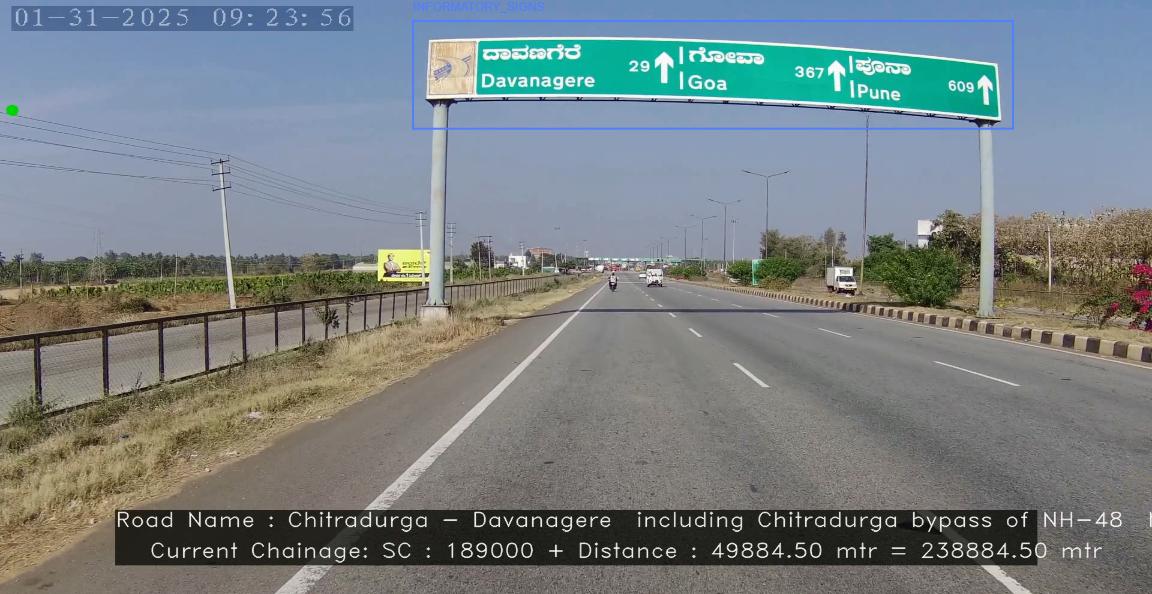 01-31-2025 09:23:56
INFORMATORY_SIGNS
ದಾವಣಗೆರೆ
Davanagere
29
ಗೋವಾ
Goa
367
ಪೂನಾ
Pune
609
Road Name : Chitradurga - Davanagere including Chitradurga bypass of NH-48
Current Chainage: SC : 189000 + Distance : 49884.50 mtr = 238884.50 mtr